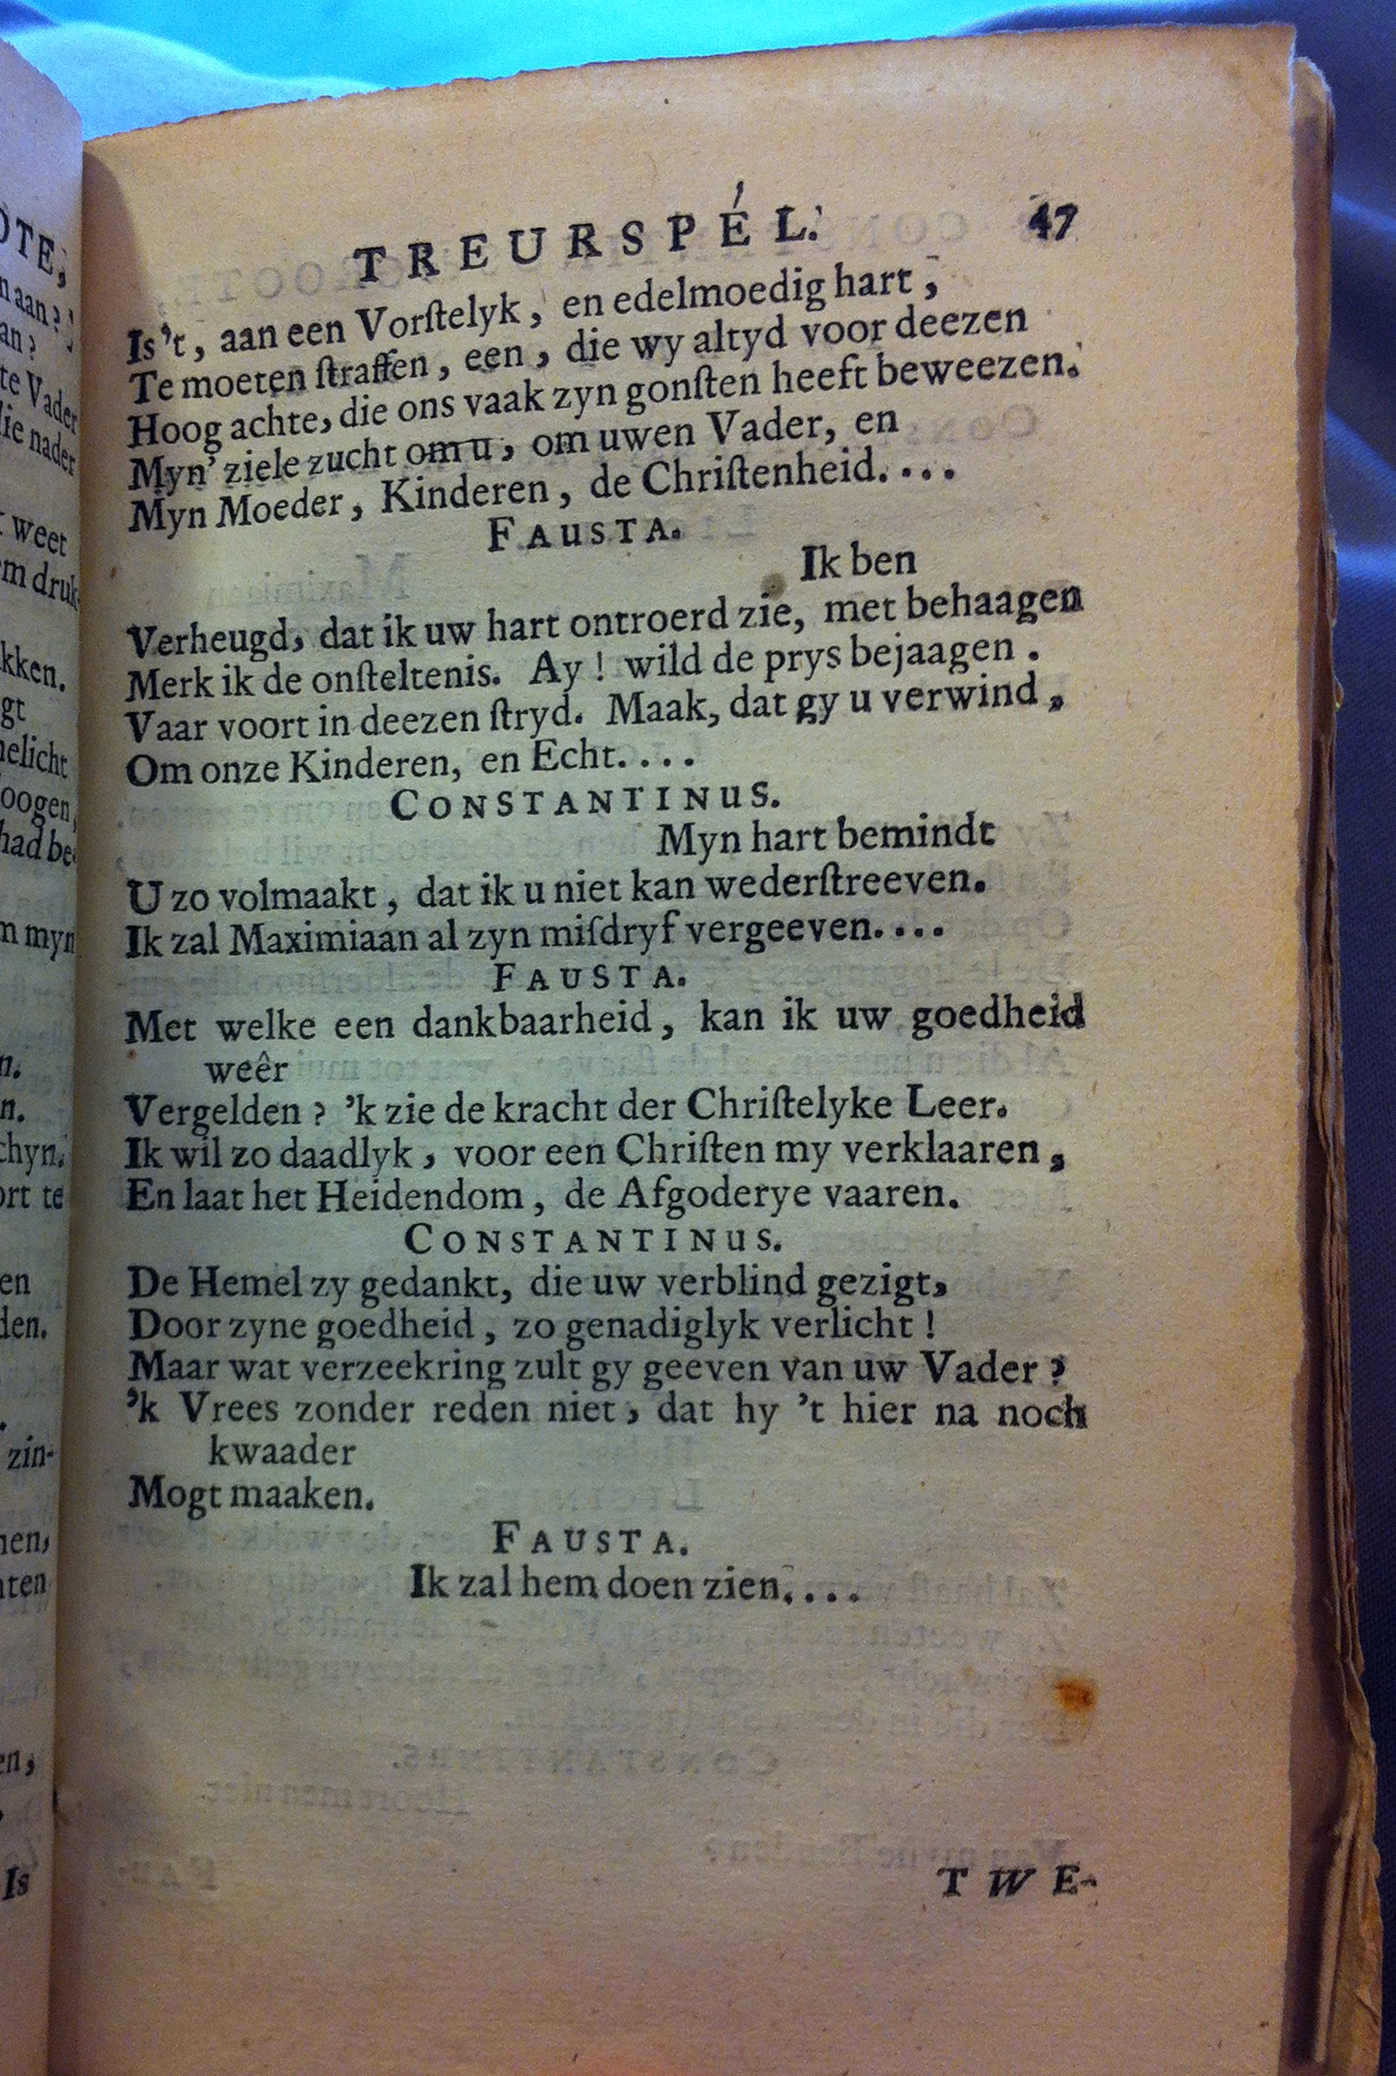 TREURSPÉL. 47
Is 't, aan een Vorſtelyk, en edelmoedig hart,
Te moeten ſtraffen, een, die wy altyd voor deezen
Hoog achte, die ons vaak zyn gonſten heeft beweezen.
Myn' ziele zucht om u, om uwen Vader, en
Myn Moeder, Kinderen, de Chriſtenheid....
FAUSTA.
Ik ben
Verheugd, dat ik uw hart ontroerd zie, met behaagen
Merk ik de onſteltenis. Ay! wild de prys bejaagen.
Vaar voort in deezen ſtryd. Maak, dat gy u verwind,
Om onze Kinderen, en Echt....
CONSTANTINUS.
Myn hart bemindt
U zo volmaakt, dat ik u niet kan wederſtreeven.
Ik zal Maximiaan al zyn miſdryf vergeeven....
FAUSTA.
Met welke een dankbaarheid, kan ik uw goedheid
weêr
Vergelden? 'k zie de kracht der Chriſtelyke Leer.
Ik wil zo daadlyk, voor een Chriſten my verklaaren,
En laat het Heidendom, de Afgoderye vaaren.
CONSTANTINUS.
De Hemel zy gedankt, die uw verblind gezigt,
Door zyne goedheid, zo genadiglyk verlicht!
Maar wat verzeekring zult gy geeven van uw Vader?
'k Vrees zonder reden niet, dat hy 't hier na noch
kwaader
Mogt maaken.
FAUSTA.
Ik zal hem doen zien....
TWE-